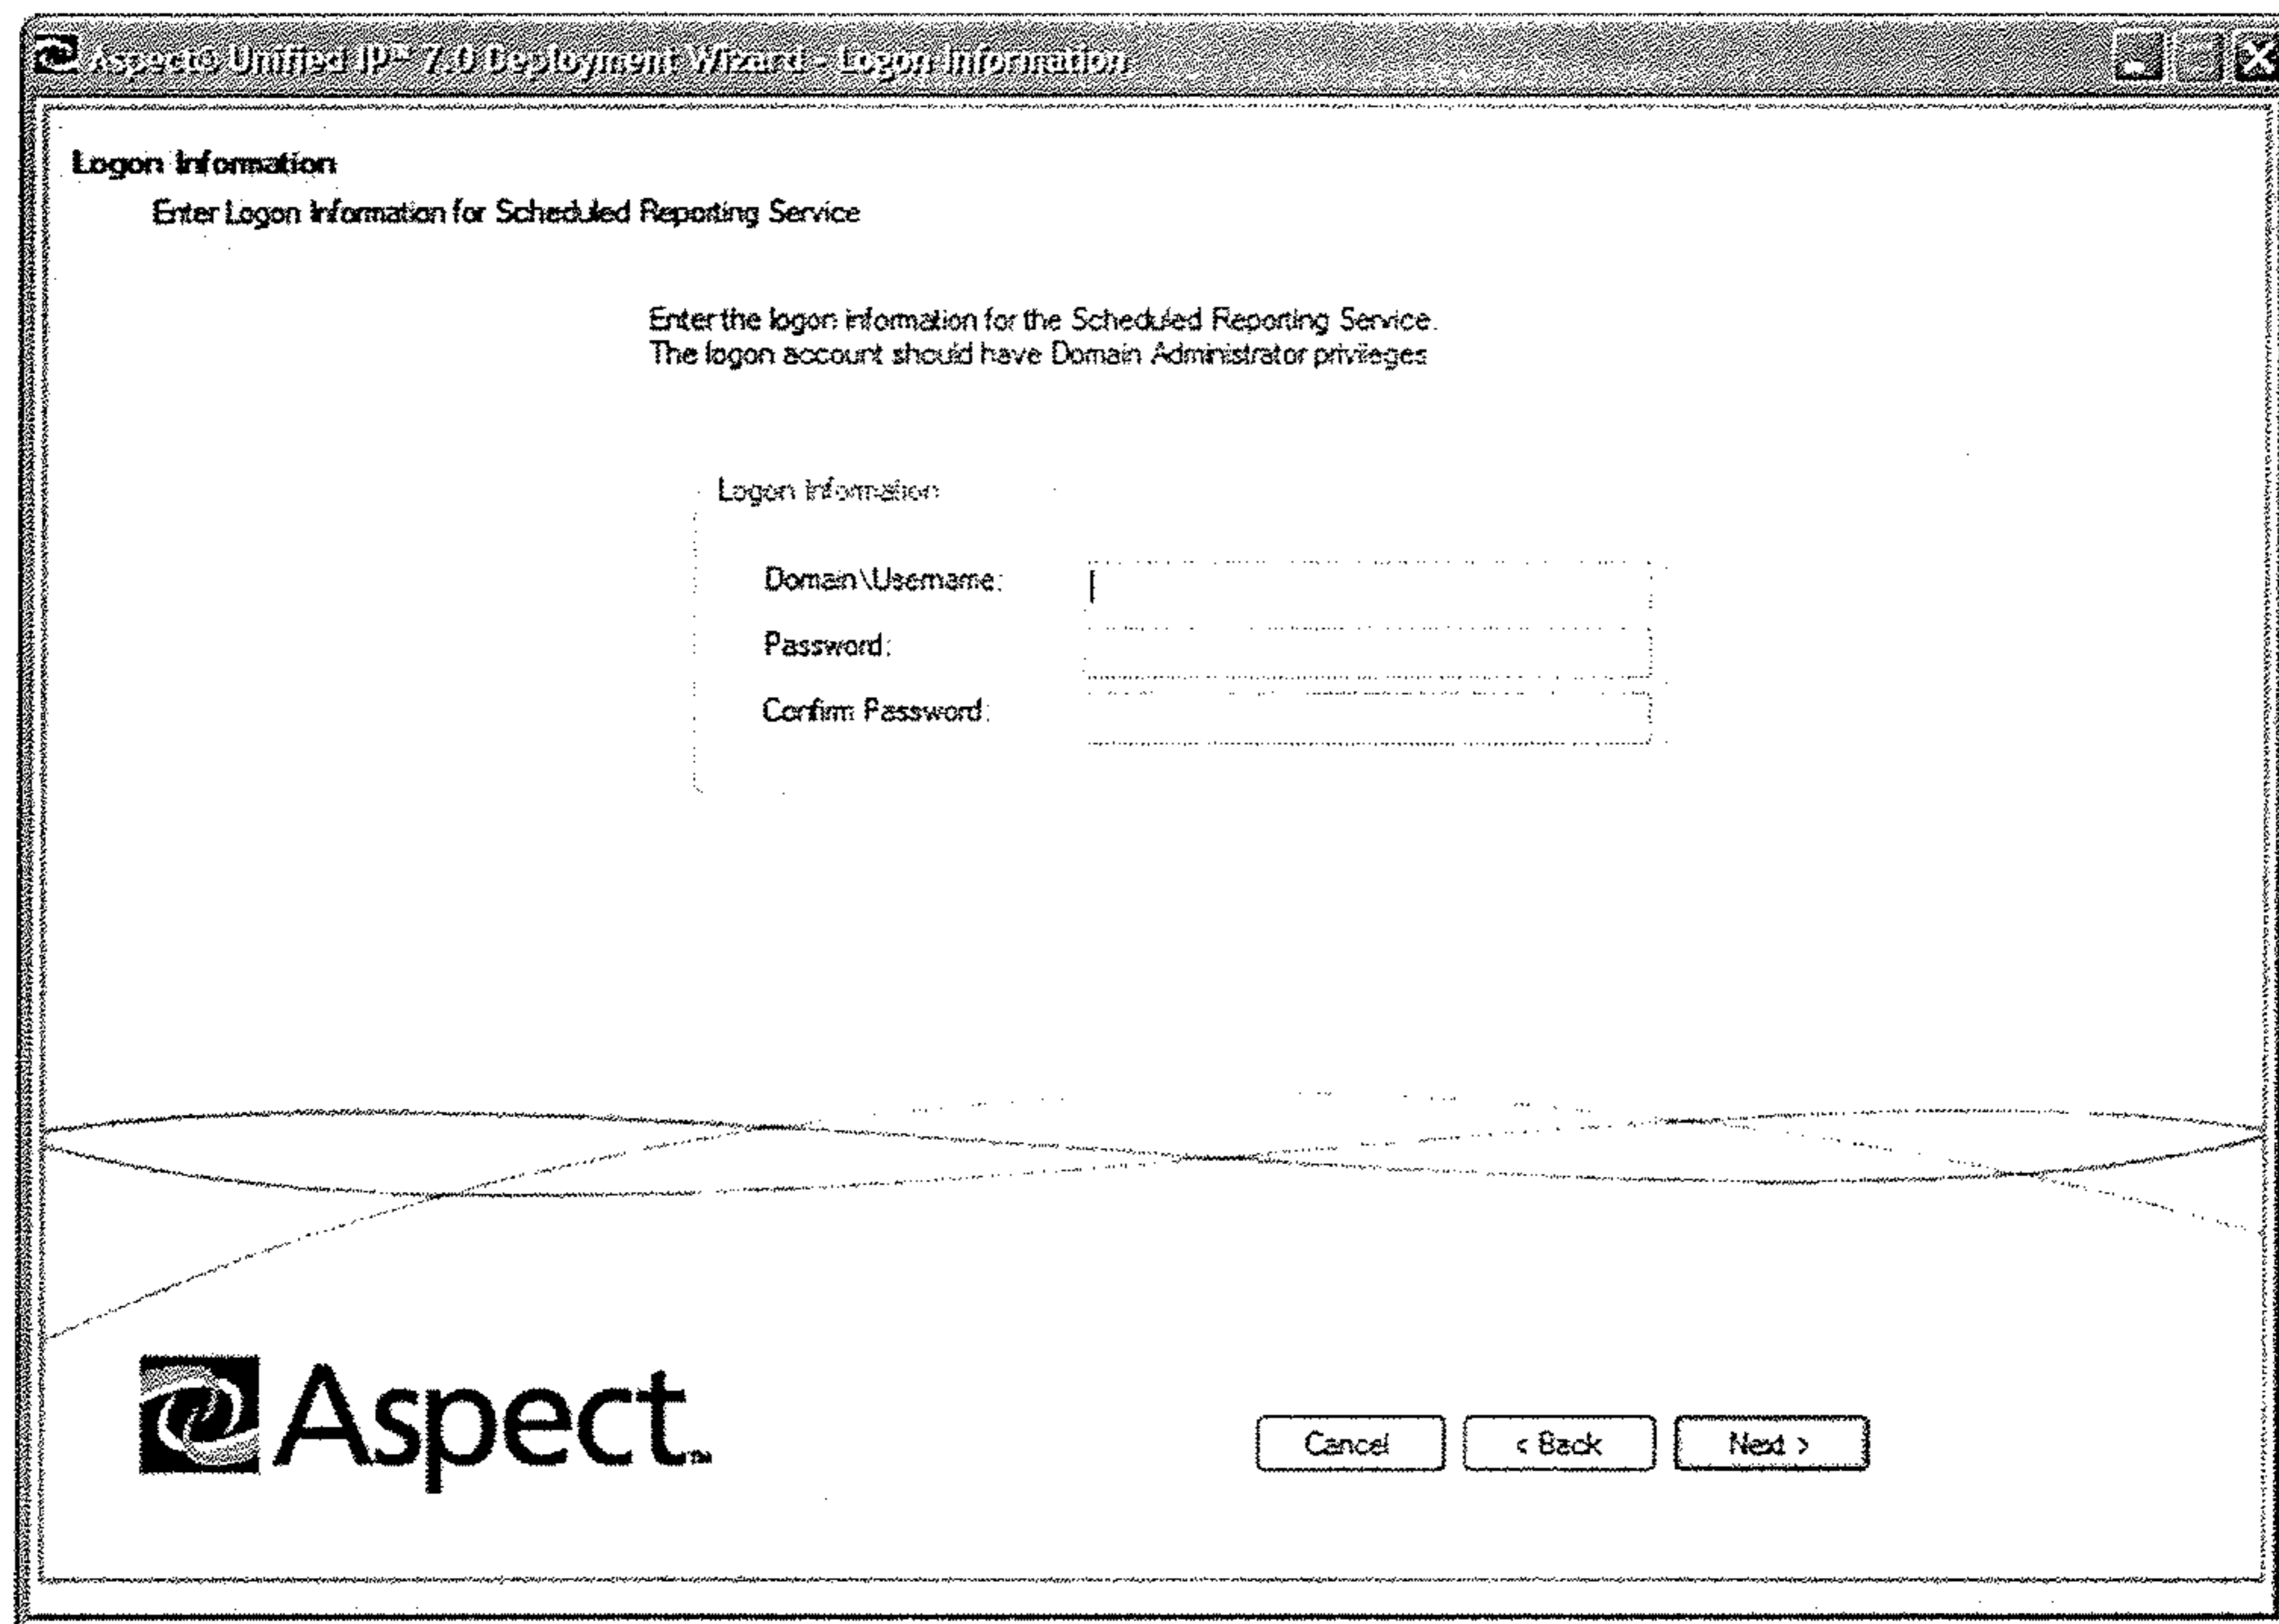 Aspect® Unified IP™ 7.0 Deployment Wizard - Logon Information
Logon Information
Enter Logon Information for Scheduled Reporting Service
Enter the logon information for the Scheduled Reporting Service.
The logon account should have Domain Administrator privileges
Logon Information
Domain\Username:
Password:
Confirm Password:
Aspect™
Cancel
< Back
Next >